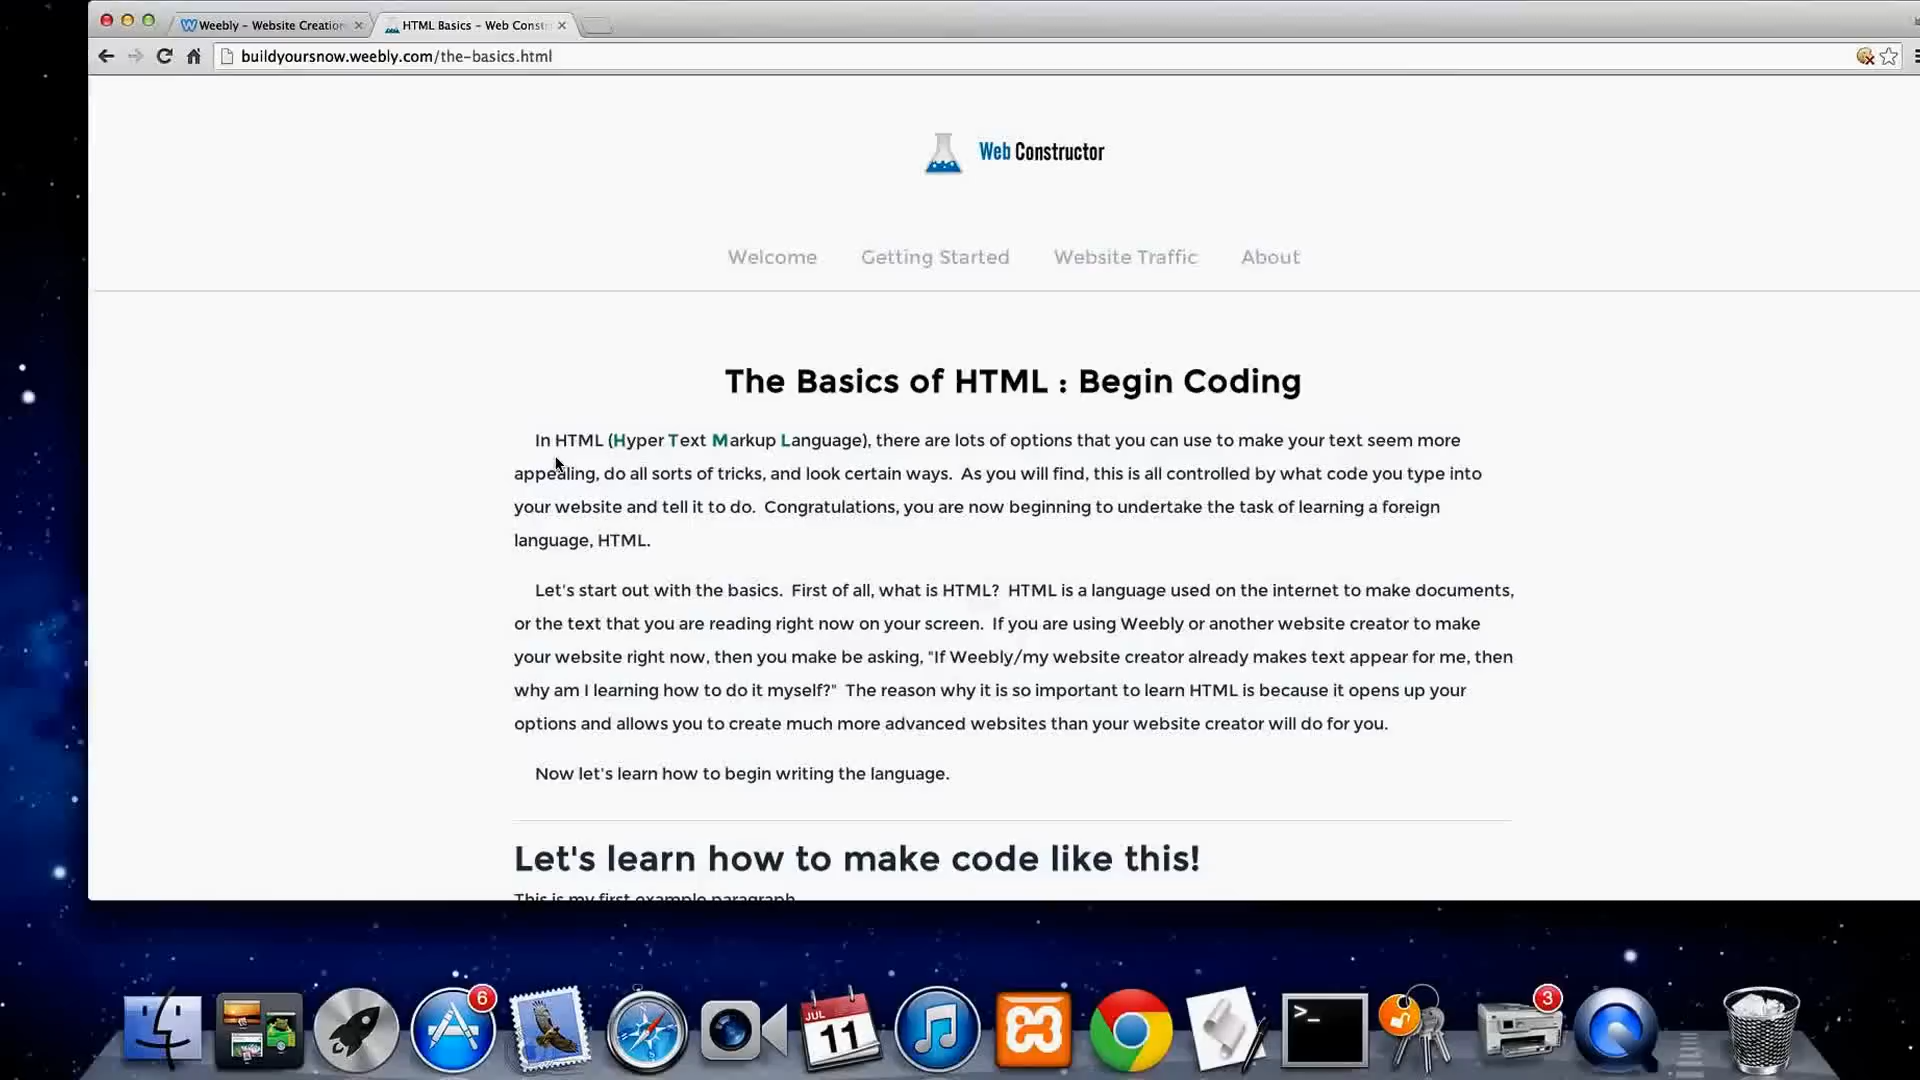 Weebly - Website Creation
HTML Basics - Web Const
buildyoursnow.weebly.com/the-basics.html
Web Constructor
Welcome Getting Started Website Traffic About
The Basics of HTML : Begin Coding
In HTML (Hyper Text Markup Language), there are lots of options that you can use to make your text seem more
appealing, do all sorts of tricks, and look certain ways. As you will find, this is all controlled by what code you type into
your website and tell it to do. Congratulations, you are now beginning to undertake the task of learning a foreign
language, HTML.
Let's start out with the basics. First of all, what is HTML? HTML is a language used on the internet to make documents,
or the text that you are reading right now on your screen. If you are using Weebly or another website creator to make
your website right now, then you make be asking, "If Weebly/my website creator already makes text appear for me, then
why am I learning how to do it myself?" The reason why it is so important to learn HTML is because it opens up your
options and allows you to create much more advanced websites than your website creator will do for you.
Now let's learn how to begin writing the language.
Let's learn how to make code like this!
This is my first example paragraph
6
JUL
11
>_
3